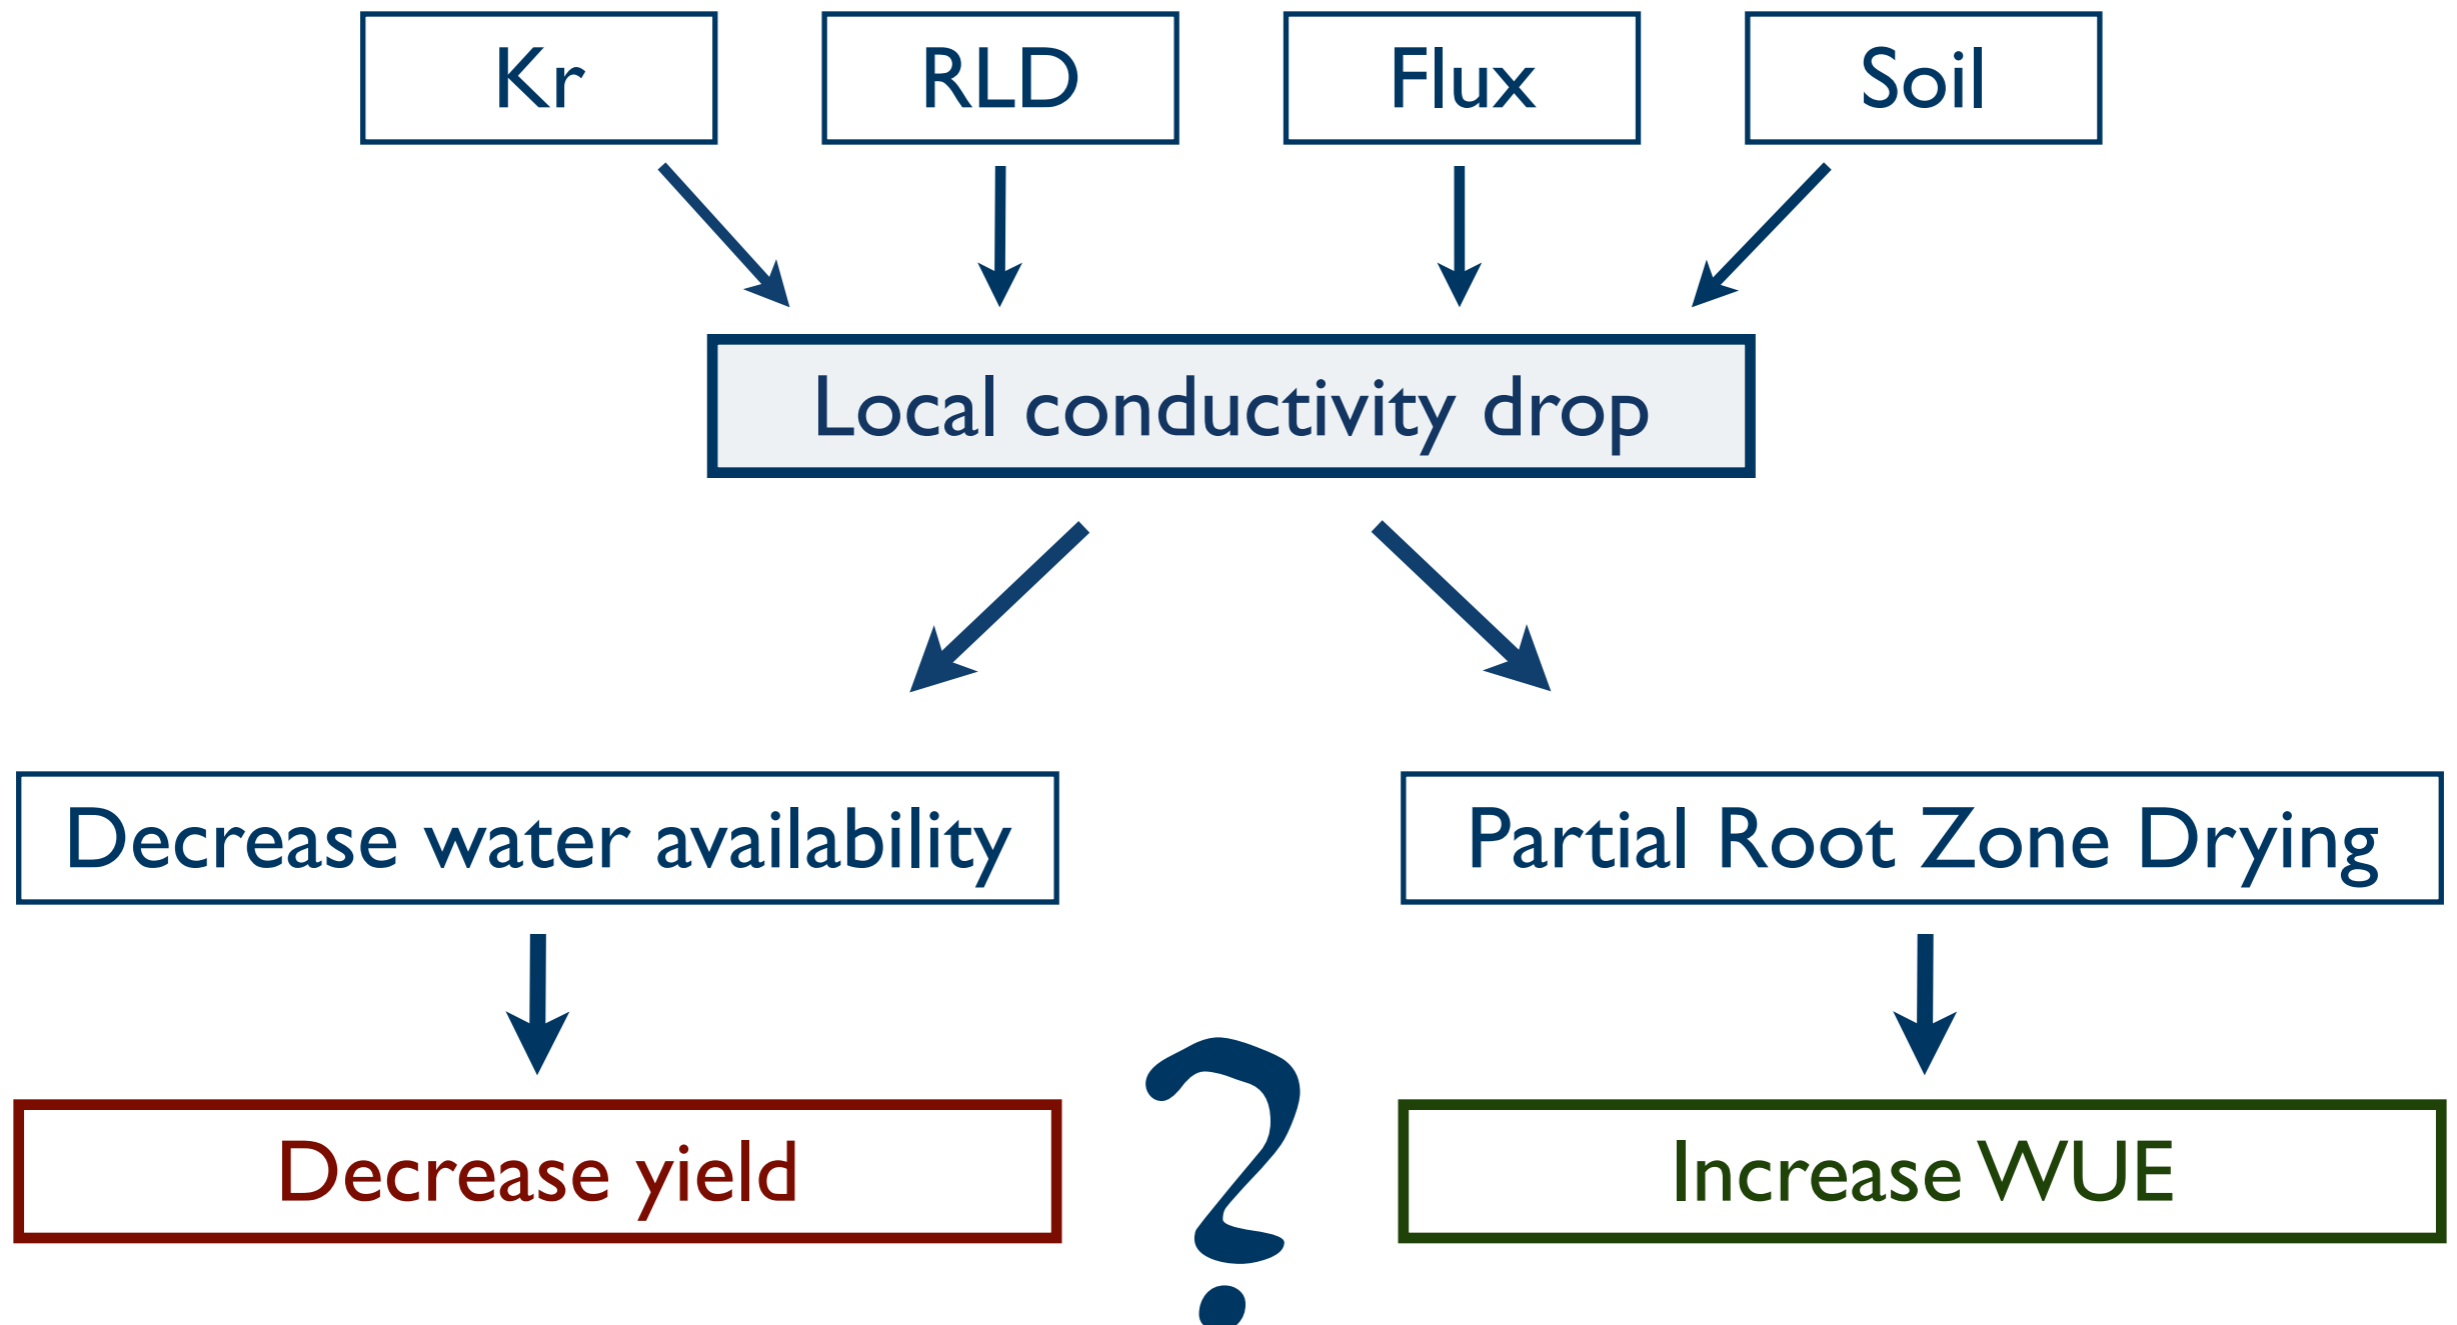 Kr
RLD
Flux
Soil
Local conductivity drop
Decrease water availability
Partial Root Zone Drying
Decrease yield
?
Increase WUE